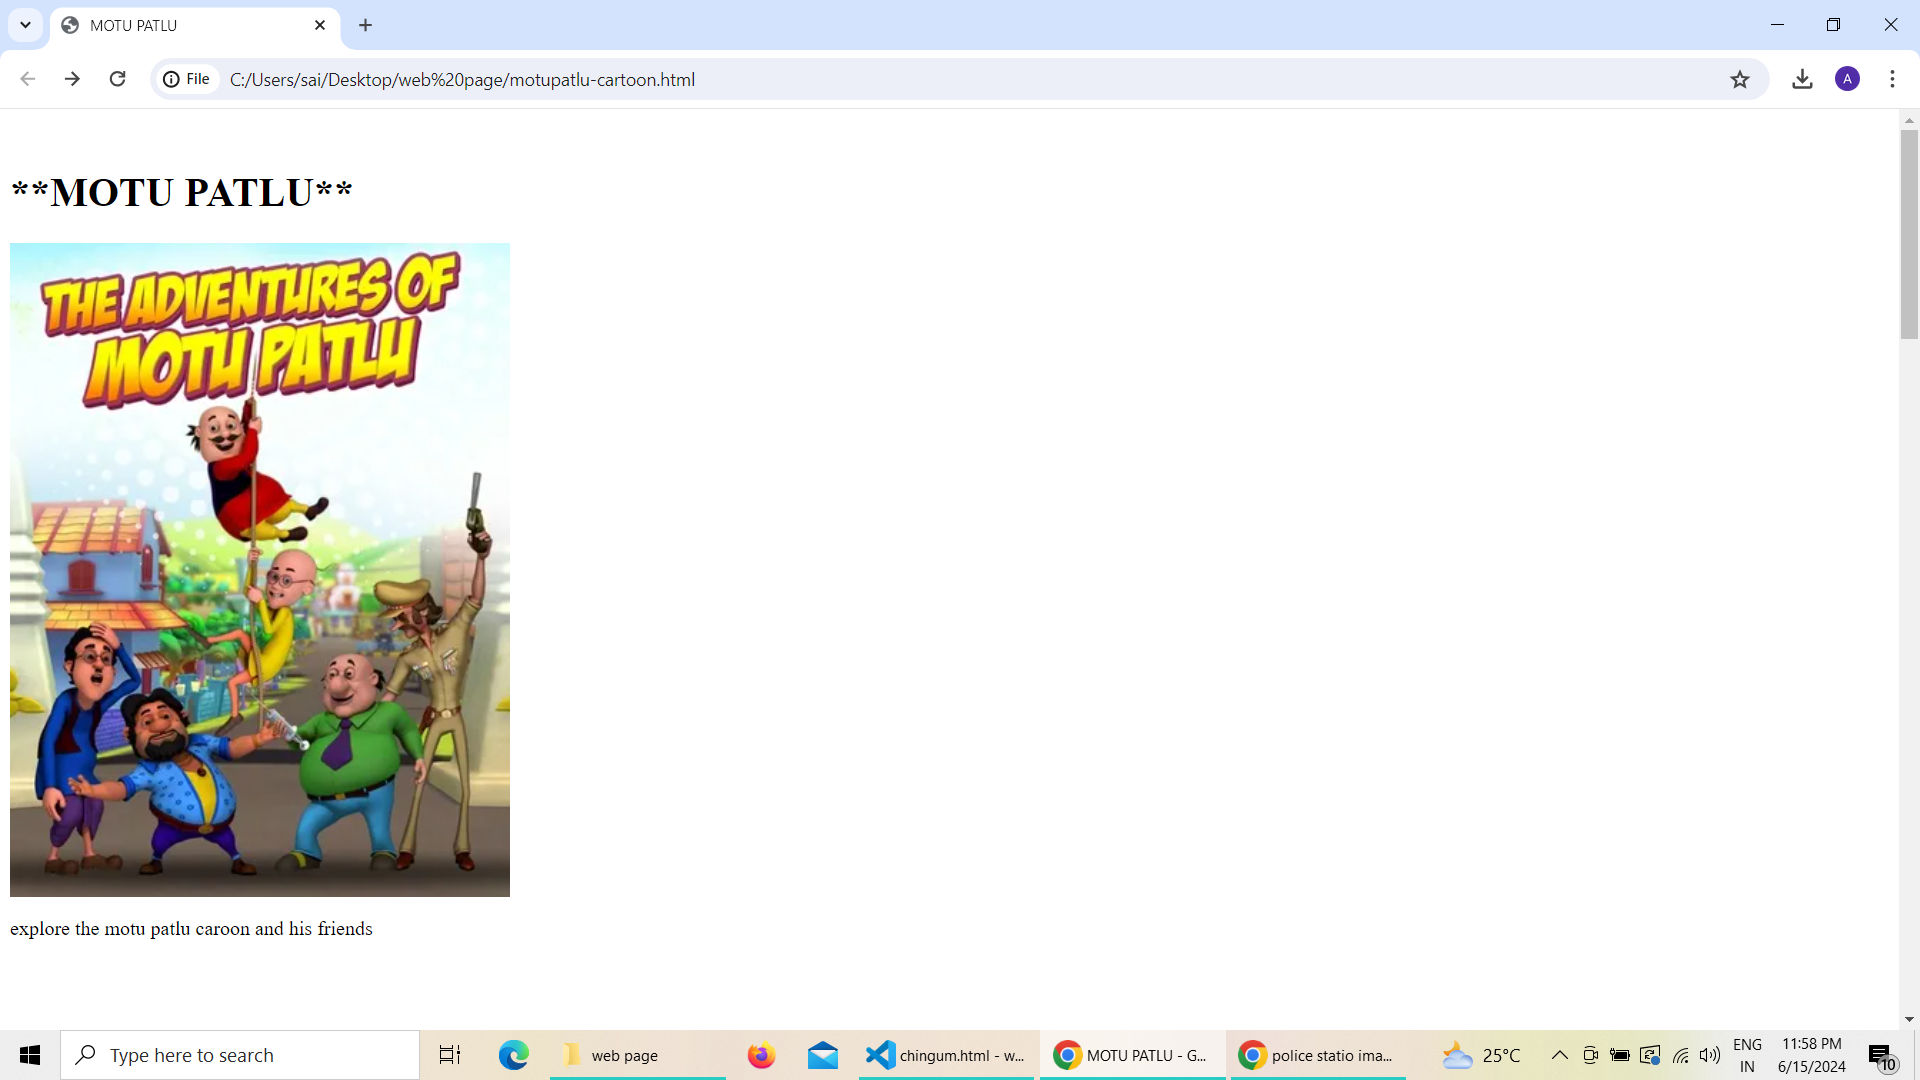 MOTU PATLU
File
C:/Users/sai/Desktop/web%20page/motupatlu-cartoon.html
A
**MOTU PATLU**
THE ADVENTURES OF
MOTU PATLU
explore the motu patlu caroon and his friends
Type here to search
web page
chingum.html - w...
MOTU PATLU - G...
police statio ima...
25°C
ENG
IN
11:58 PM
6/15/2024
10